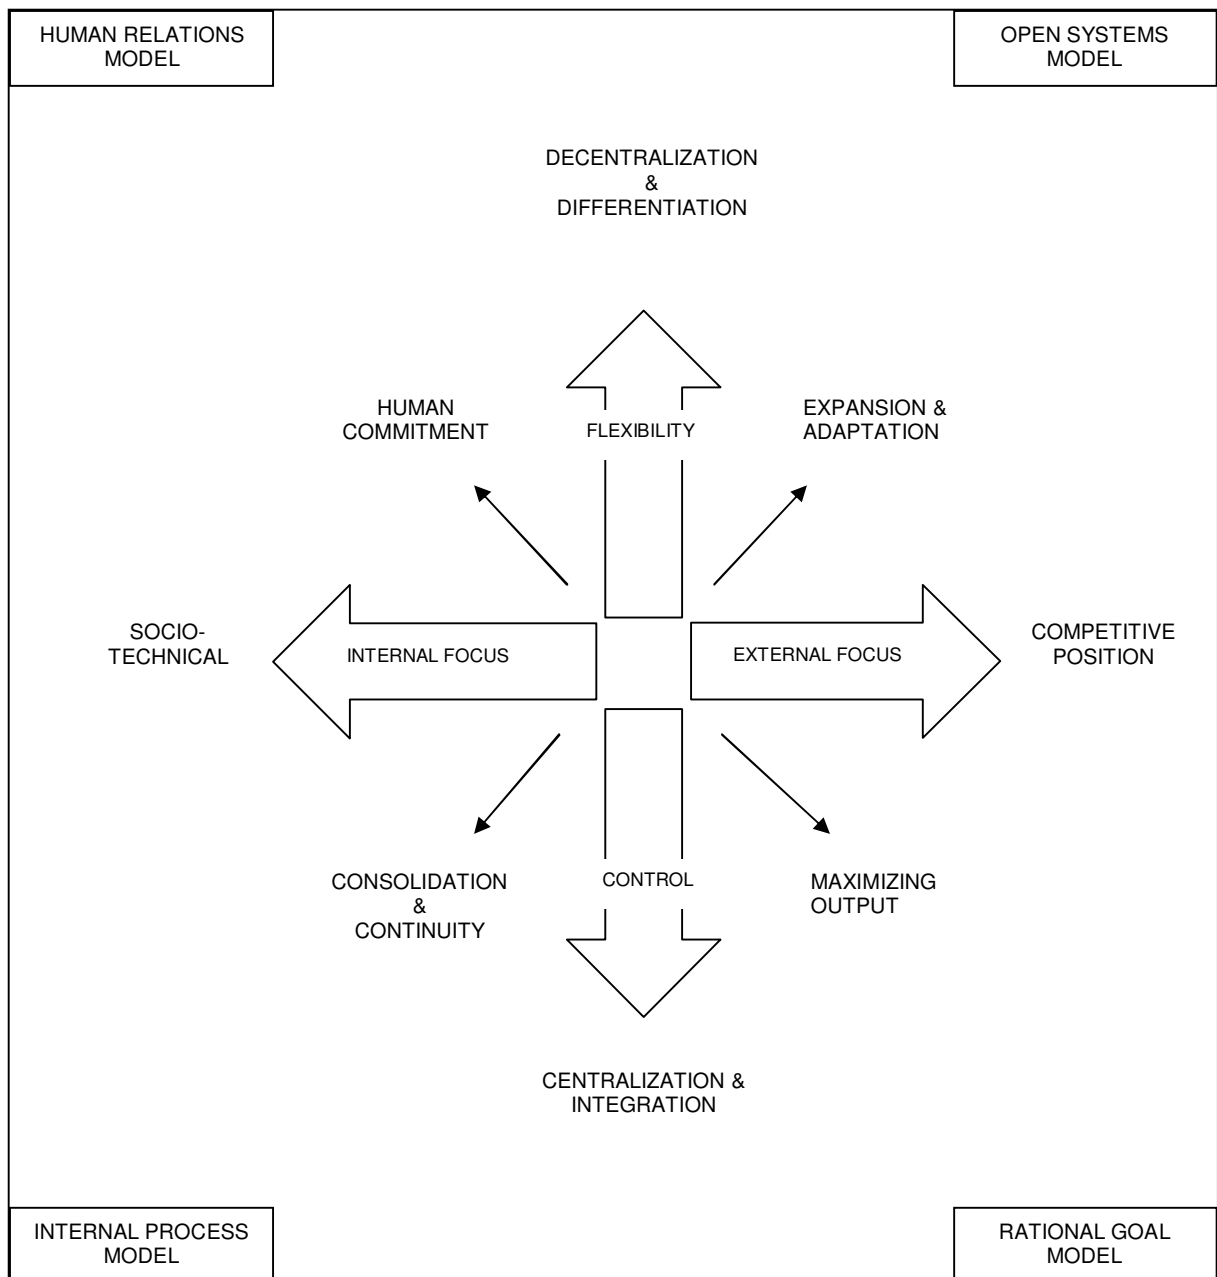 HUMAN RELATIONS
MODEL
OPEN SYSTEMS
MODEL
DECENTRALIZATION
&
DIFFERENTIATION
HUMAN
COMMITMENT
FLEXIBILITY
EXPANSION &
ADAPTATION
SOCIO-
TECHNICAL
INTERNAL FOCUS
EXTERNAL FOCUS
COMPETITIVE
POSITION
CONSOLIDATION
&
CONTINUITY
CONTROL
MAXIMIZING
OUTPUT
CENTRALIZATION &
INTEGRATION
INTERNAL PROCESS
MODEL
RATIONAL GOAL
MODEL